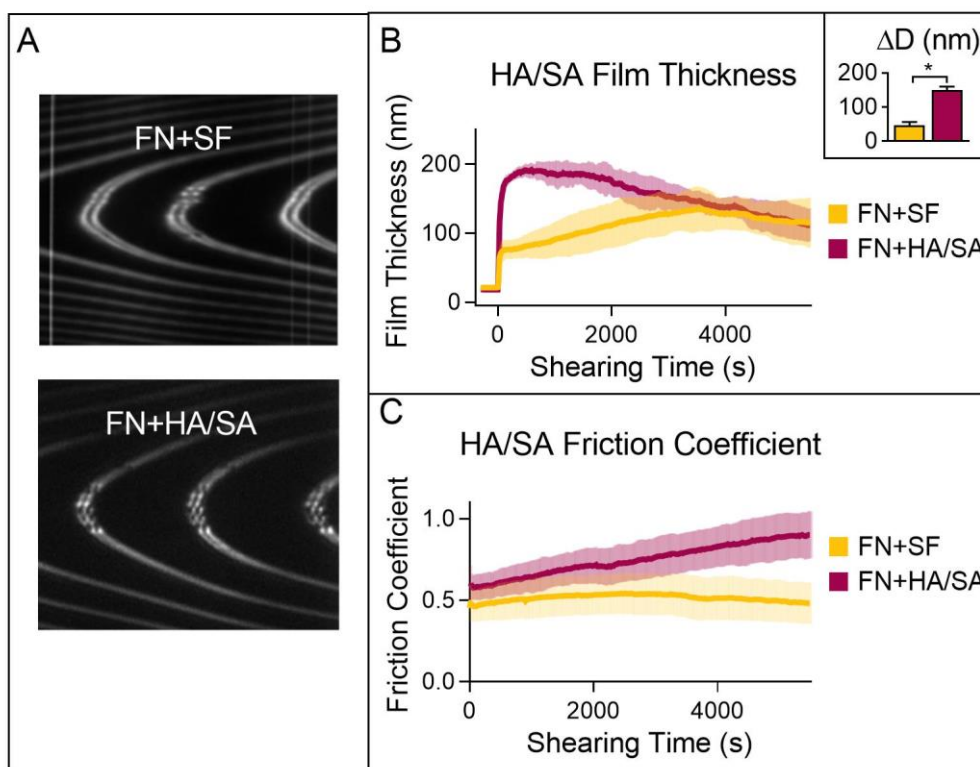 A
FN+SF
FN+HA/SA
B
HA/SA Film Thickness
Film Thickness (nm)
200
100
0
0 2000 4000
Shearing Time (s)
ΔD (nm)
200
100
0
*
FN+SF
FN+HA/SA
C
HA/SA Friction Coefficient
Friction Coefficient
1.0
0.5
0.0
0 2000 4000
Shearing Time (s)
FN+SF
FN+HA/SA